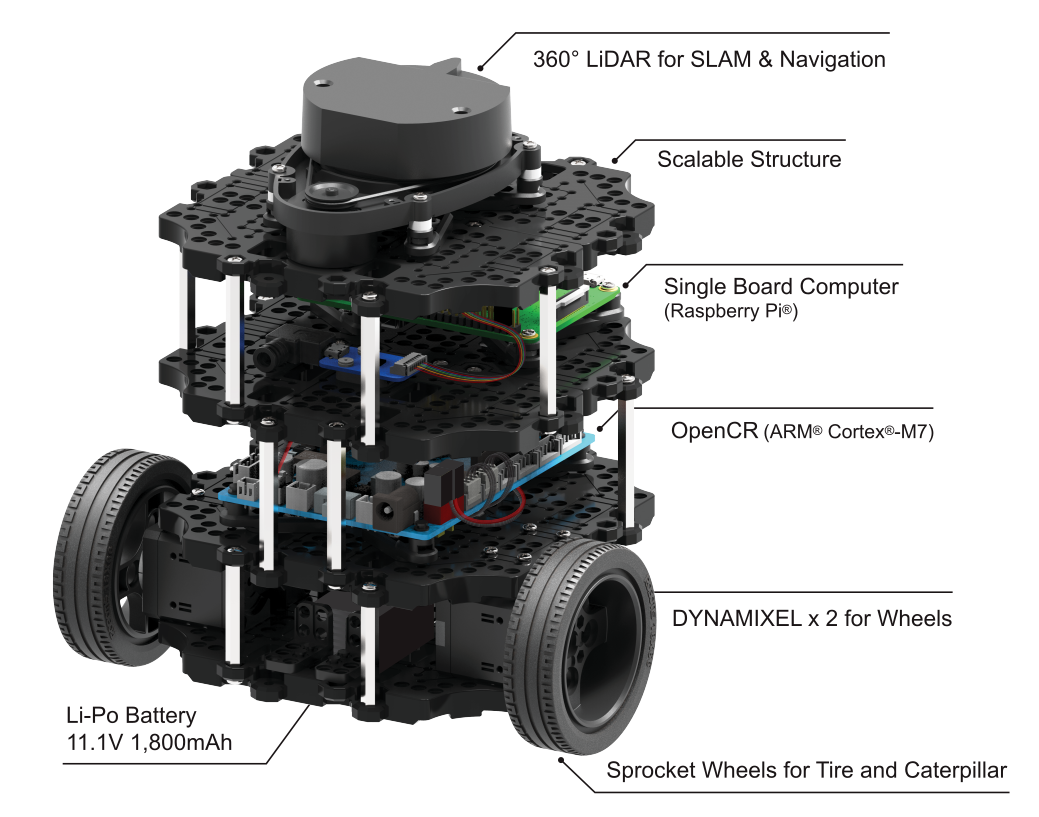 360° LiDAR for SLAM & Navigation
Scalable Structure
Single Board Computer
(Raspberry Pi®)
OpenCR (ARM® Cortex®-M7)
DYNAMIXEL x 2 for Wheels
Li-Po Battery
11.1V 1,800mAh
Sprocket Wheels for Tire and Caterpillar